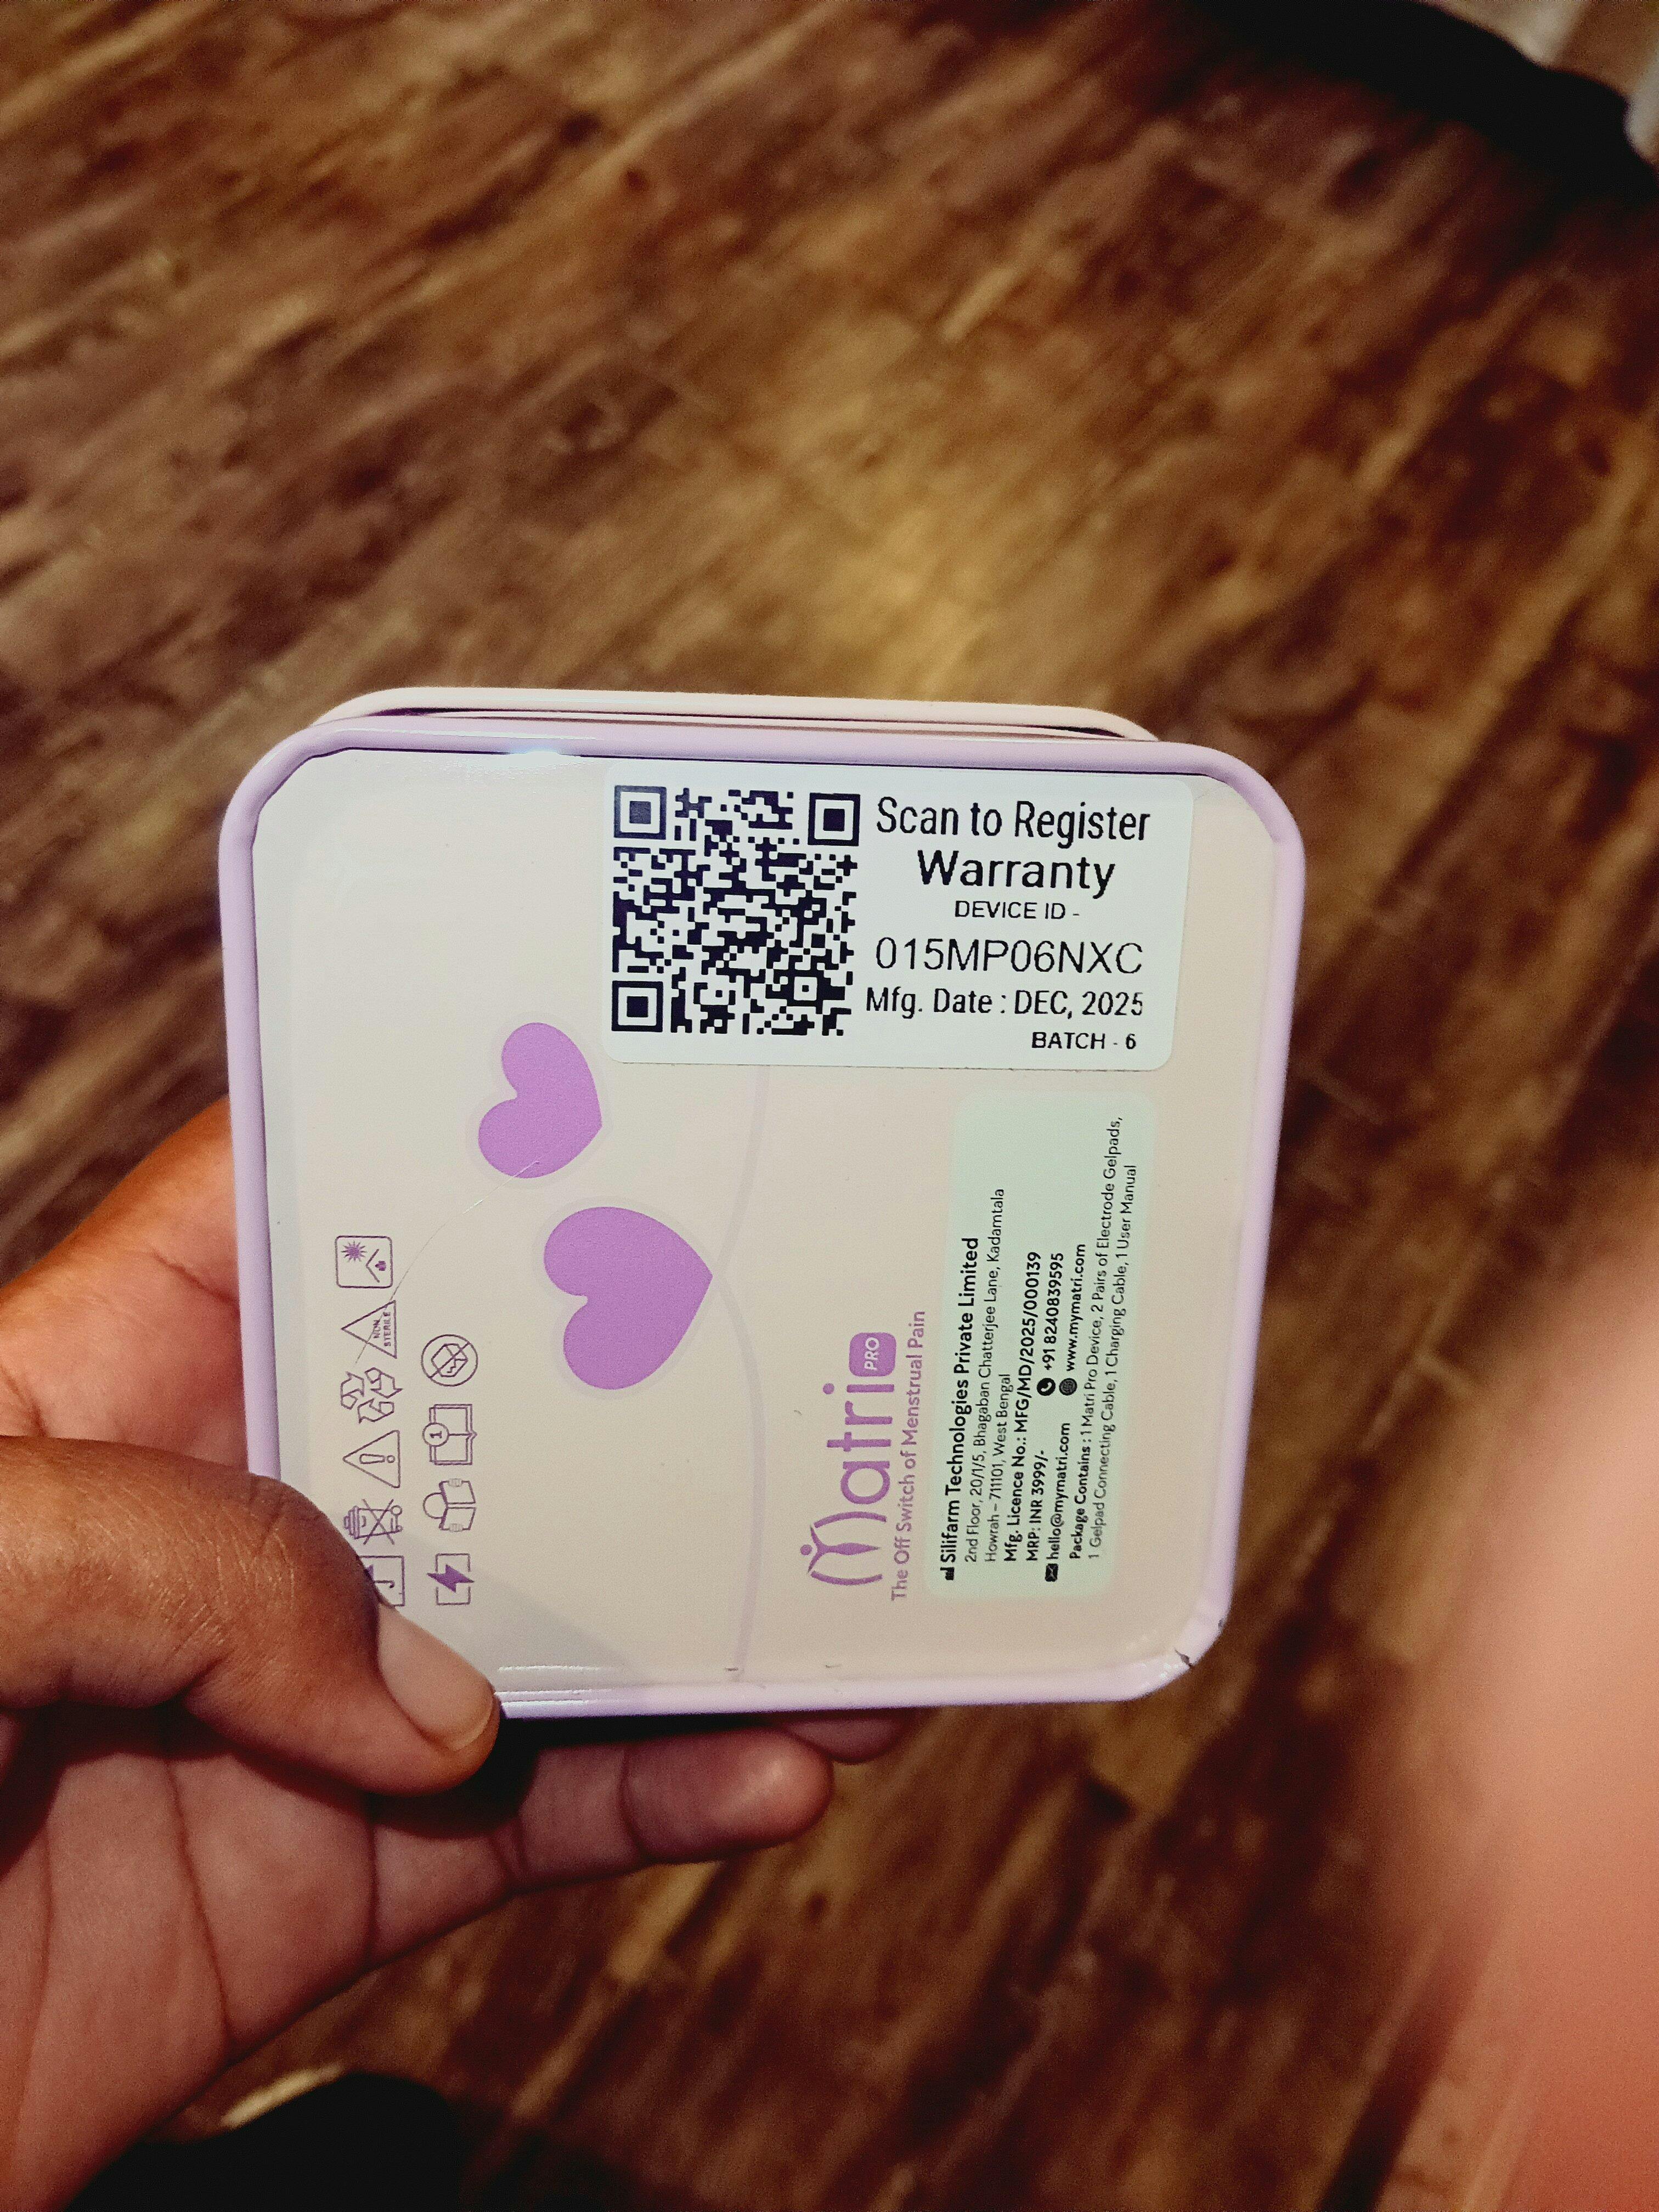 Scan to Register
Warranty
DEVICE ID -
015MP06NXC
Mfg. Date : DEC, 2025
BATCH - 6
Matri PRO
The Off Switch of Menstrual Pain
Silifarm Technologies Private Limited
2nd Floor, 20/1/5, Bhagaban Chatterjee Lane, Kadamtala
Howrah – 711101, West Bengal
Mfg. Licence No.: MFG/MD/2025/000139
MRP: INR 3999/-
+91 8240839595
hello@mymatri.com
www.mymatri.com
Package Contains : 1 Matri Pro Device, 2 Pairs of Electrode Gelpads,
1 Gelpad Connecting Cable, 1 Charging Cable, 1 User Manual
NON
STERILE
1